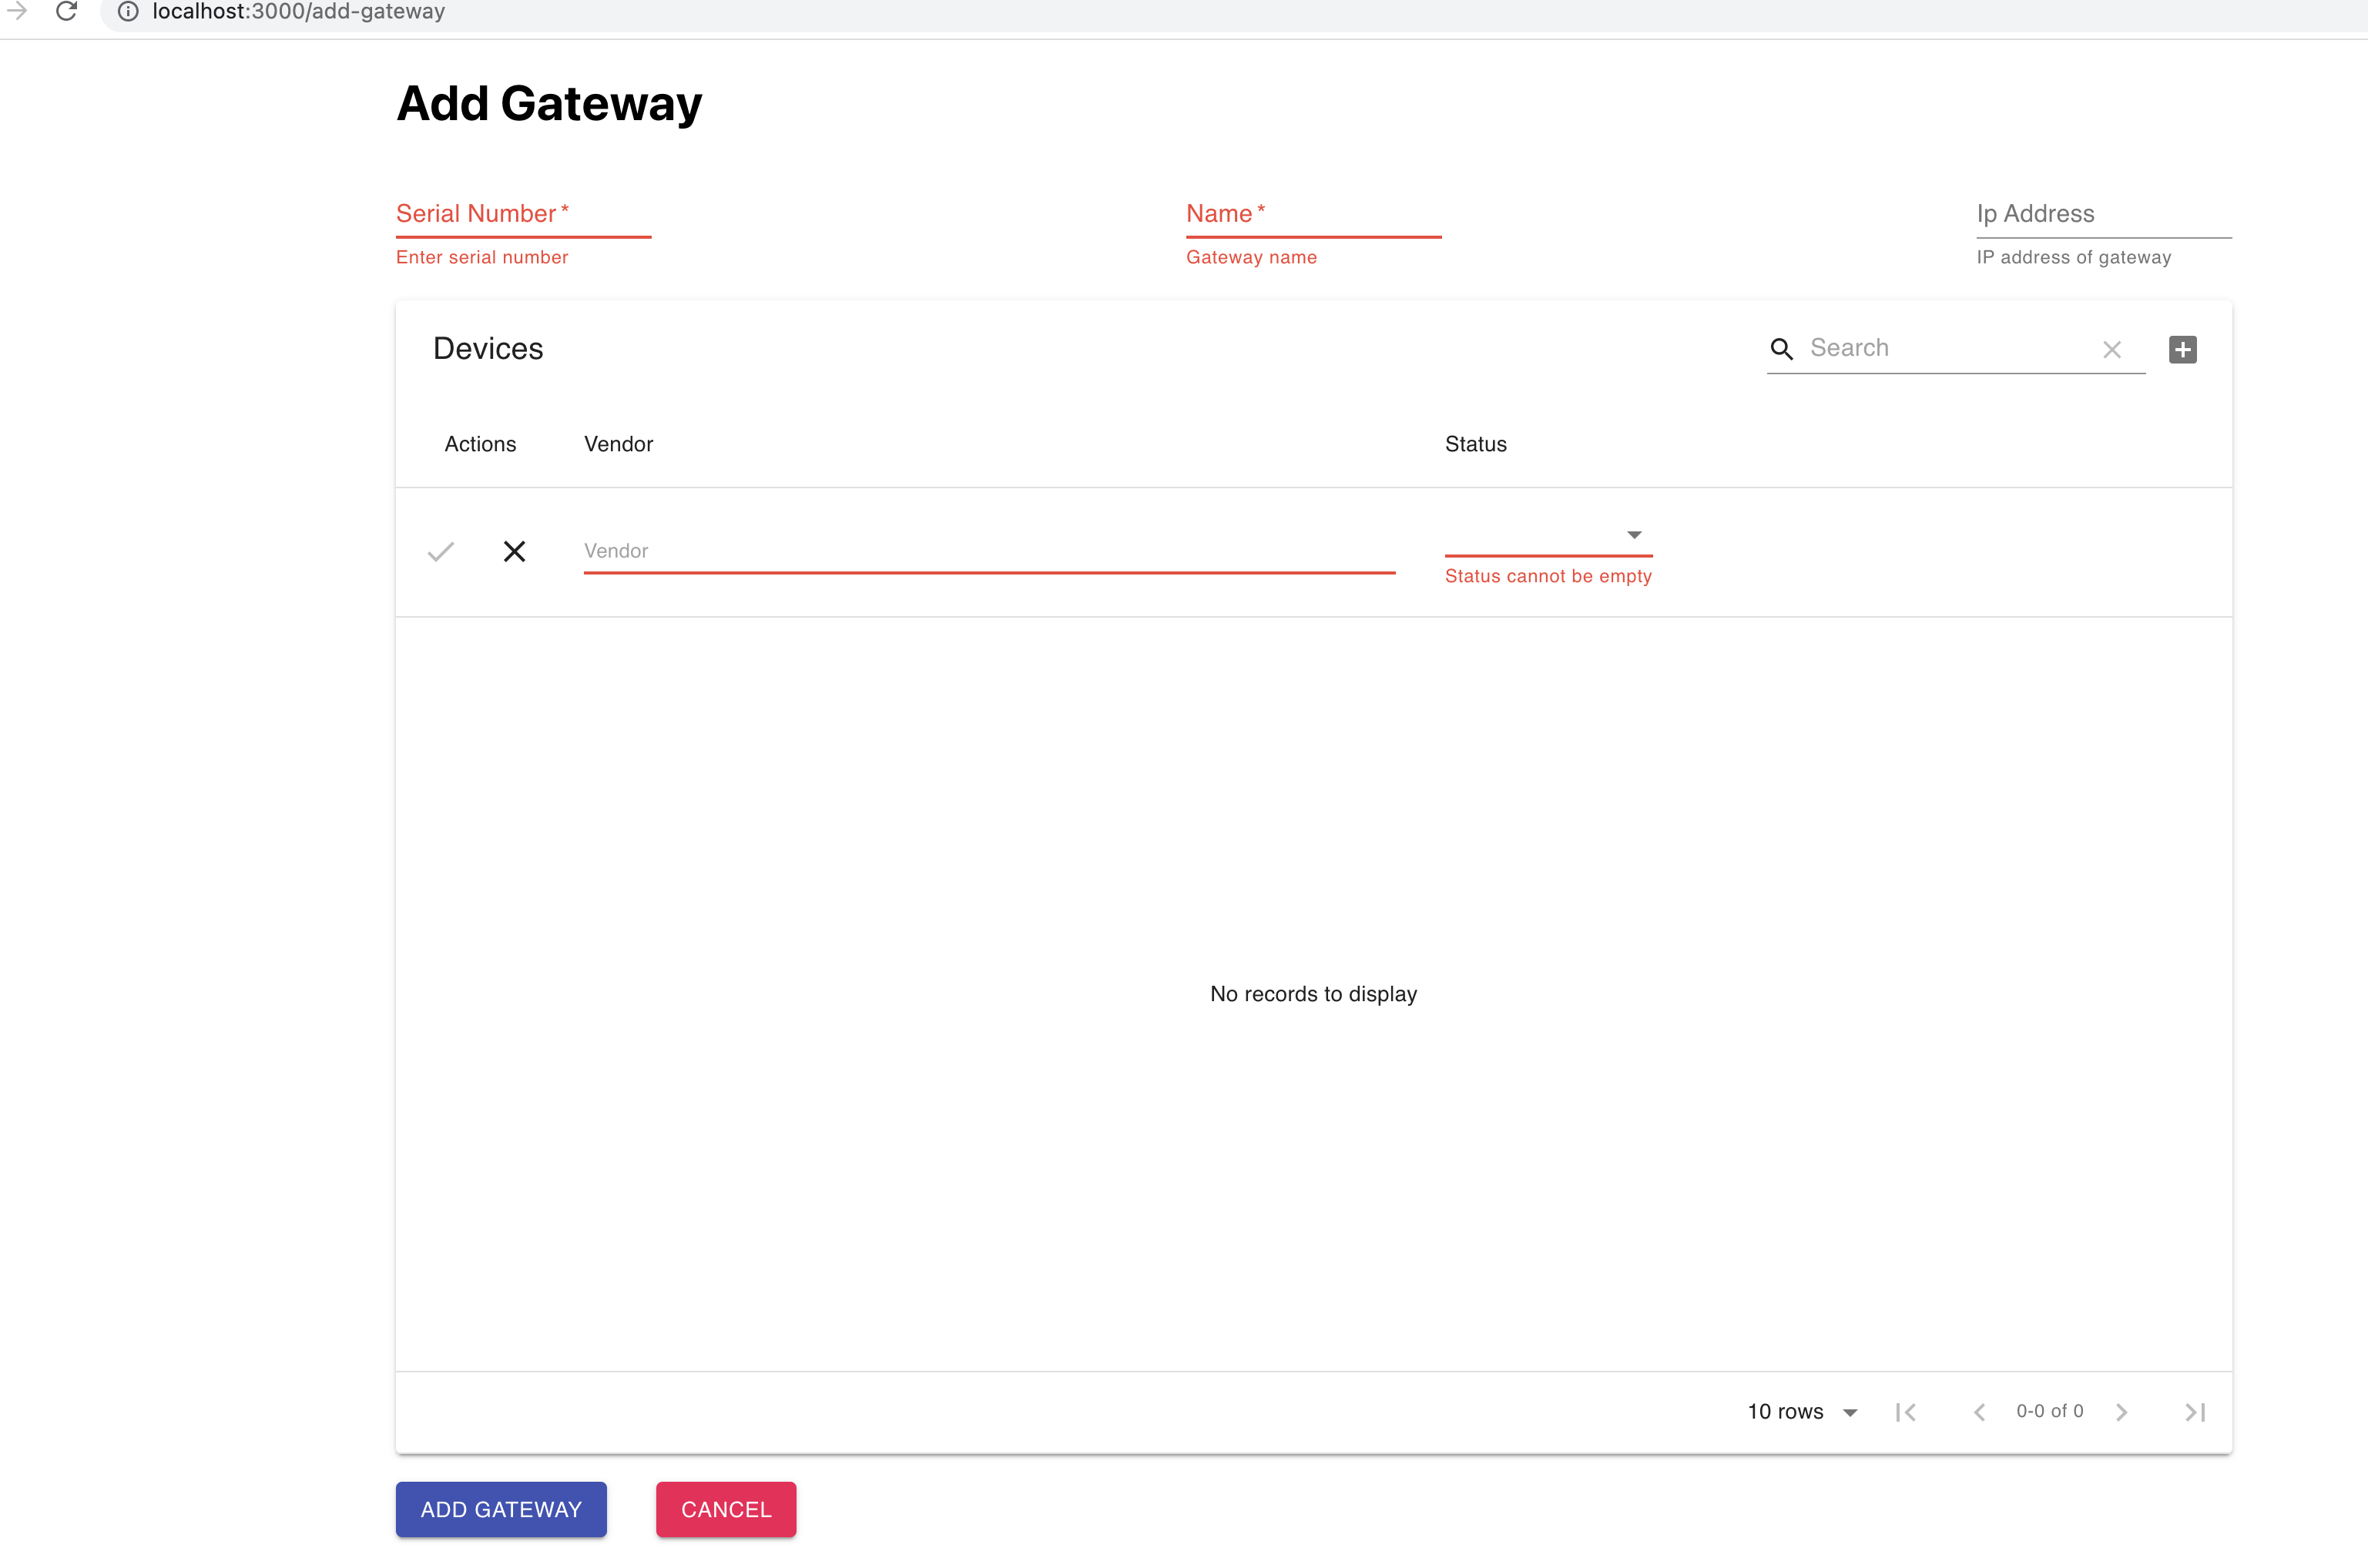 localhost:3000/add-gateway
Add Gateway
Serial Number *
Name *
Ip Address
Enter serial number
Gateway name
IP address of gateway
Devices
Search
Actions
Vendor
Status
Vendor
Status cannot be empty
No records to display
10 rows
0-0 of 0
ADD GATEWAY
CANCEL